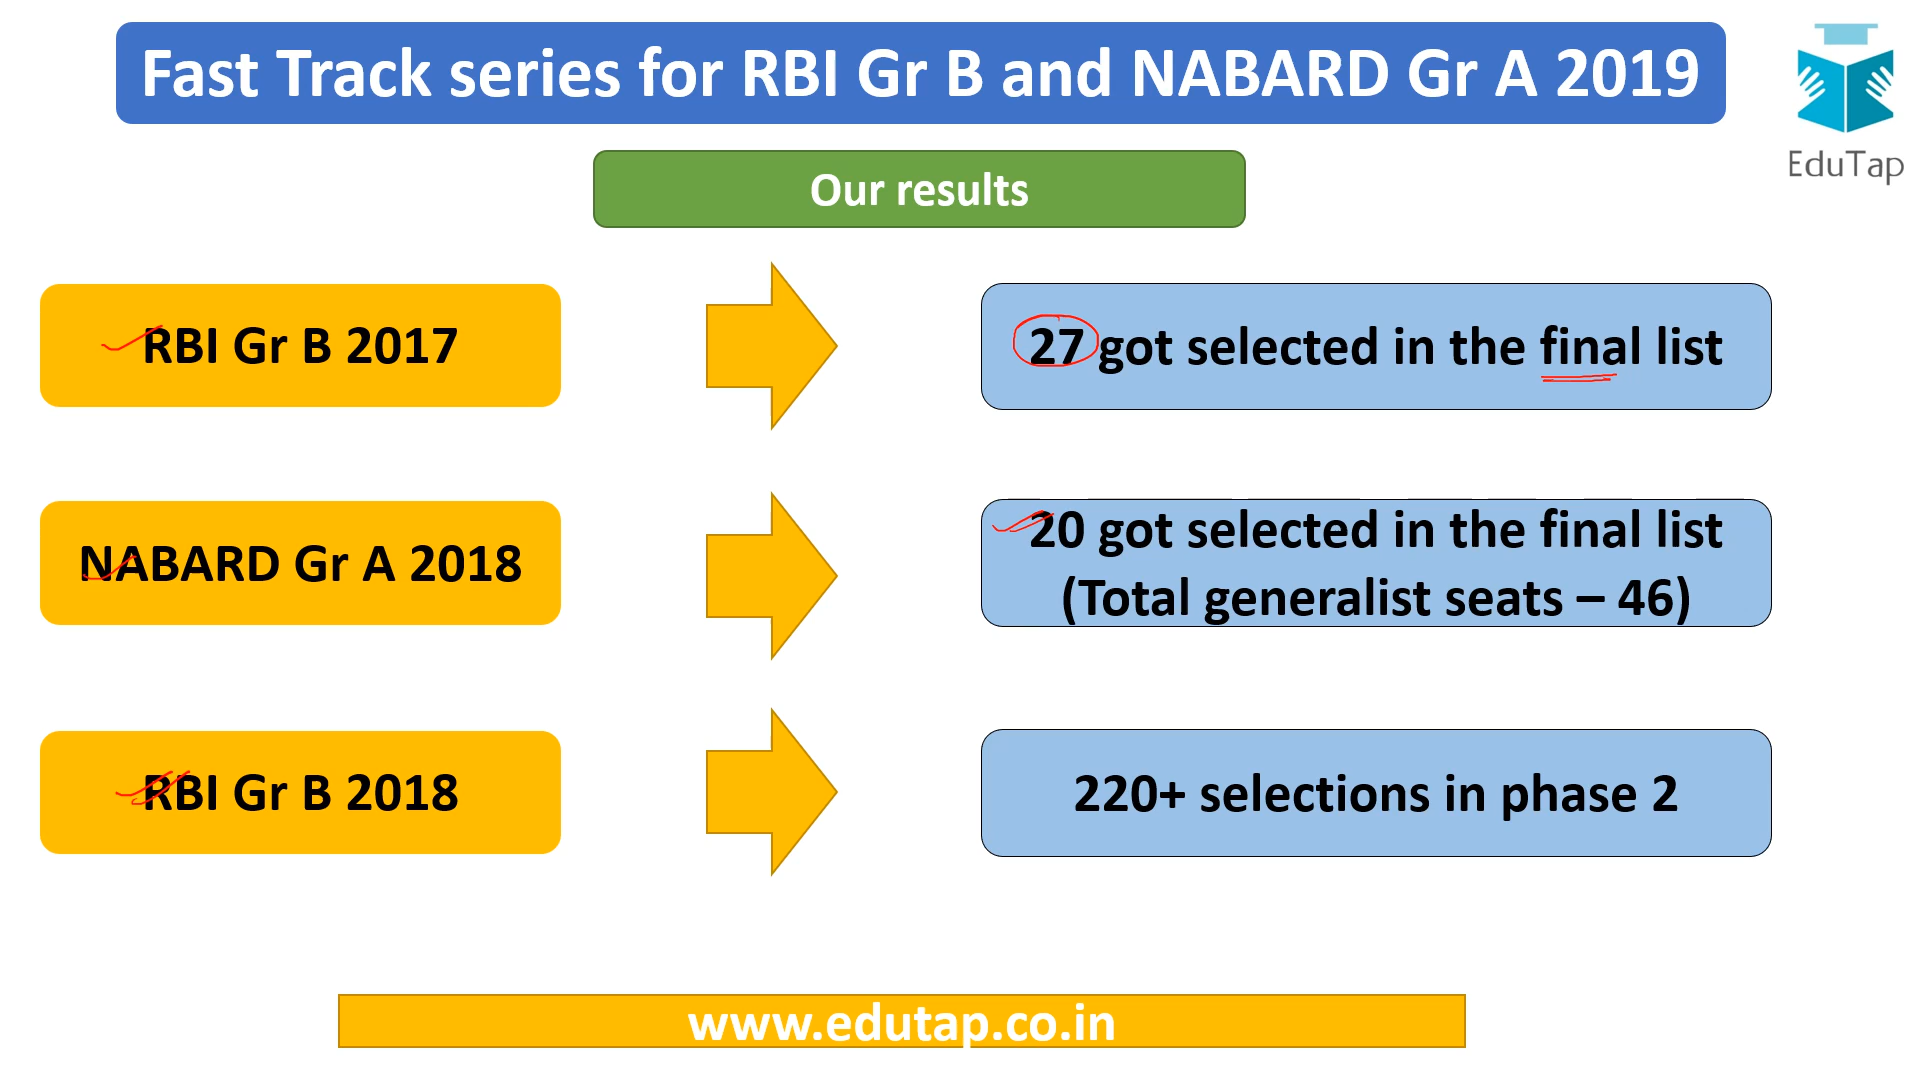 Fast Track series for RBI Gr B and NABARD Gr A 2019
EduTap
Our results
RBI Gr B 2017
27 got selected in the final list
NABARD Gr A 2018
20 got selected in the final list
(Total generalist seats – 46)
RBI Gr B 2018
220+ selections in phase 2
www.edutap.co.in